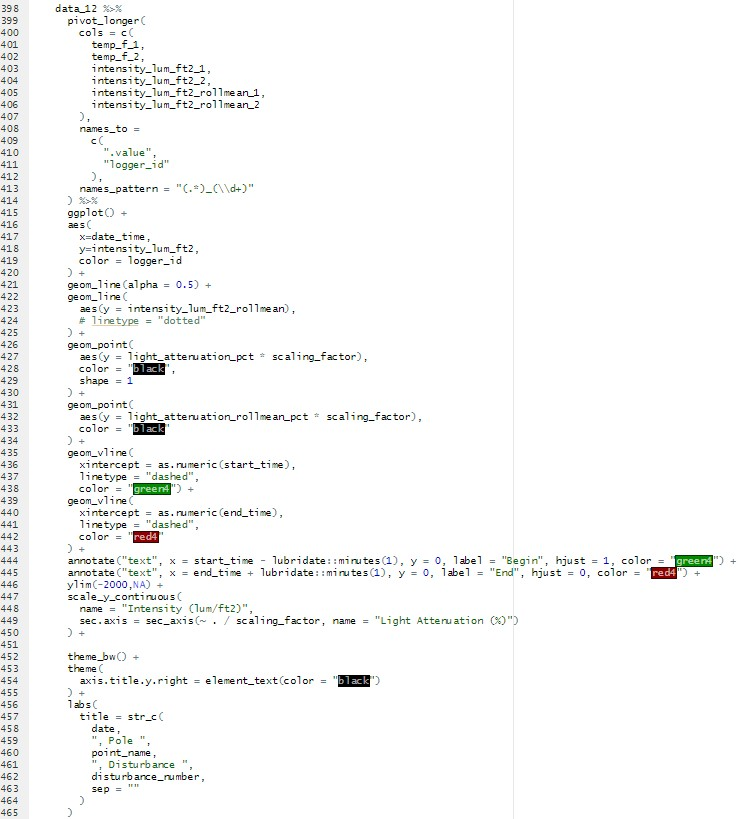 398 data_12 %>%
399 pivot_longer(
400 cols = c(
401 temp_f_1,
402 temp_f_2,
403 intensity_lum_ft2_1,
404 intensity_lum_ft2_2,
405 intensity_lum_ft2_rollmean_1,
406 intensity_lum_ft2_rollmean_2
407 ),
408 names_to =
409 c(
410 ".value",
411 "logger_id"
412 ),
413 names_pattern = "(.*)_(\\d+)"
414 ) %>%
415 ggplot() +
416 aes(
417 x=date_time,
418 y=intensity_lum_ft2,
419 color = logger_id
420 ) +
421 geom_line(alpha = 0.5) +
422 geom_line(
423 aes(y = intensity_lum_ft2_rollmean),
424 # linetype = "dotted"
425 ) +
426 geom_point(
427 aes(y = light_attenuation_pct * scaling_factor),
428 color = "black",
429 shape = 1
430 ) +
431 geom_point(
432 aes(y = light_attenuation_rollmean_pct * scaling_factor),
433 color = "black"
434 ) +
435 geom_vline(
436 xintercept = as.numeric(start_time),
437 linetype = "dashed",
438 color = "green4") +
439 geom_vline(
440 xintercept = as.numeric(end_time),
441 linetype = "dashed",
442 color = "red4"
443 ) +
444 annotate("text", x = start_time - lubridate::minutes(1), y = 0, label = "Begin", hjust = 1, color = "green4") +
445 annotate("text", x = end_time + lubridate::minutes(1), y = 0, label = "End", hjust = 0, color = "red4") +
446 ylim(-2000,NA) +
447 scale_y_continuous(
448 name = "Intensity (lum/ft2)",
449 sec.axis = sec_axis(~ . / scaling_factor, name = "Light Attenuation (%)")
450 ) +
451
452 theme_bw() +
453 theme(
454 axis.title.y.right = element_text(color = "black")
455 ) +
456 labs(
457 title = str_c(
458 date,
459 ", Pole ",
460 point_name,
461 ", Disturbance ",
462 disturbance_number,
463 sep = ""
464 )
465 )